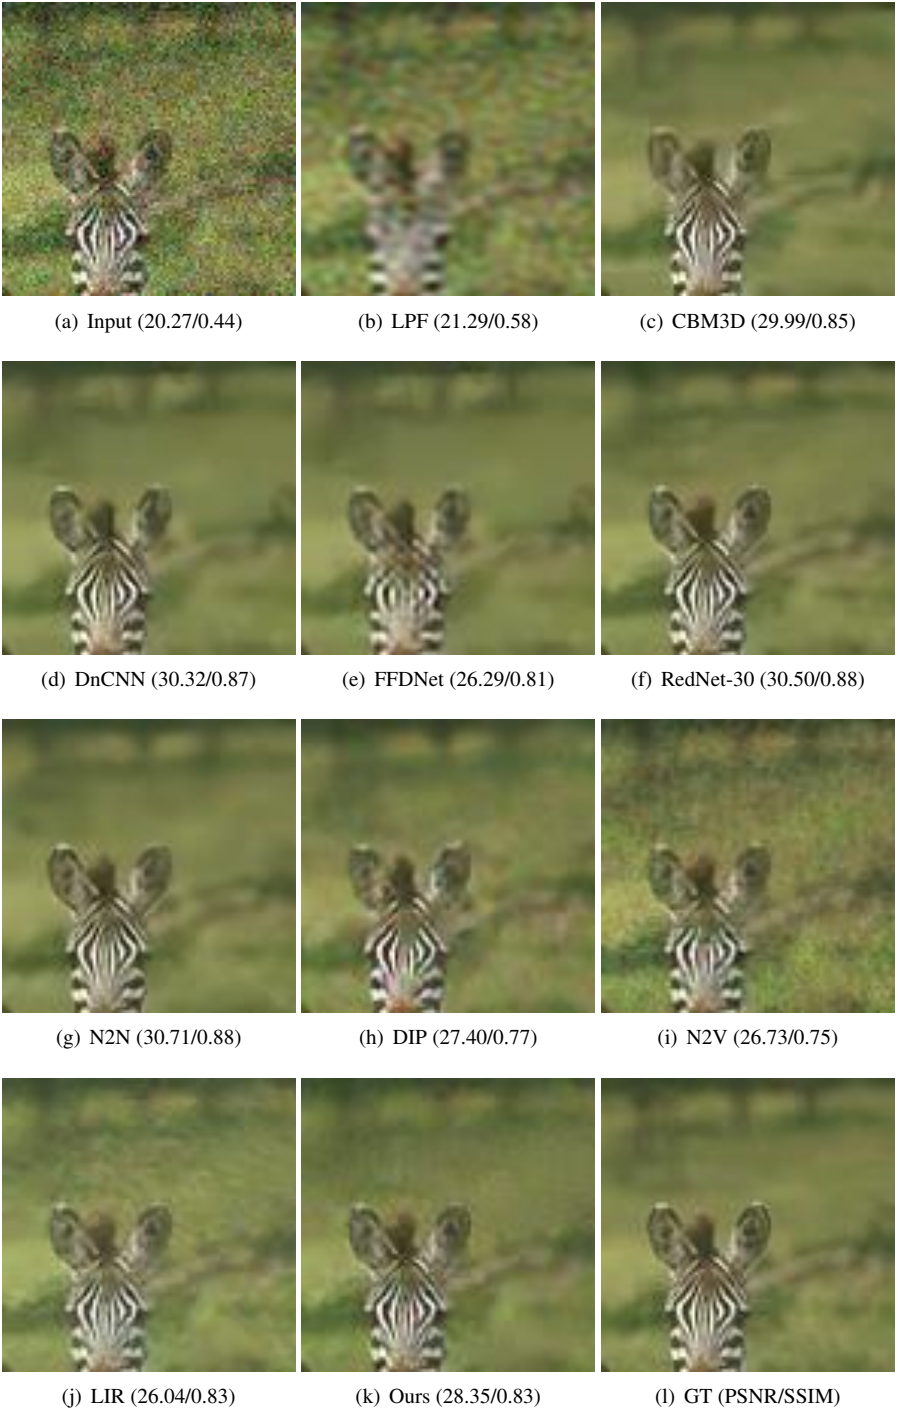 (a) Input (20.27/0.44)
(b) LPF (21.29/0.58)
(c) CBM3D (29.99/0.85)
(d) DnCNN (30.32/0.87)
(e) FFDNet (26.29/0.81)
(f) RedNet-30 (30.50/0.88)
(g) N2N (30.71/0.88)
(h) DIP (27.40/0.77)
(i) N2V (26.73/0.75)
(j) LIR (26.04/0.83)
(k) Ours (28.35/0.83)
(l) GT (PSNR/SSIM)